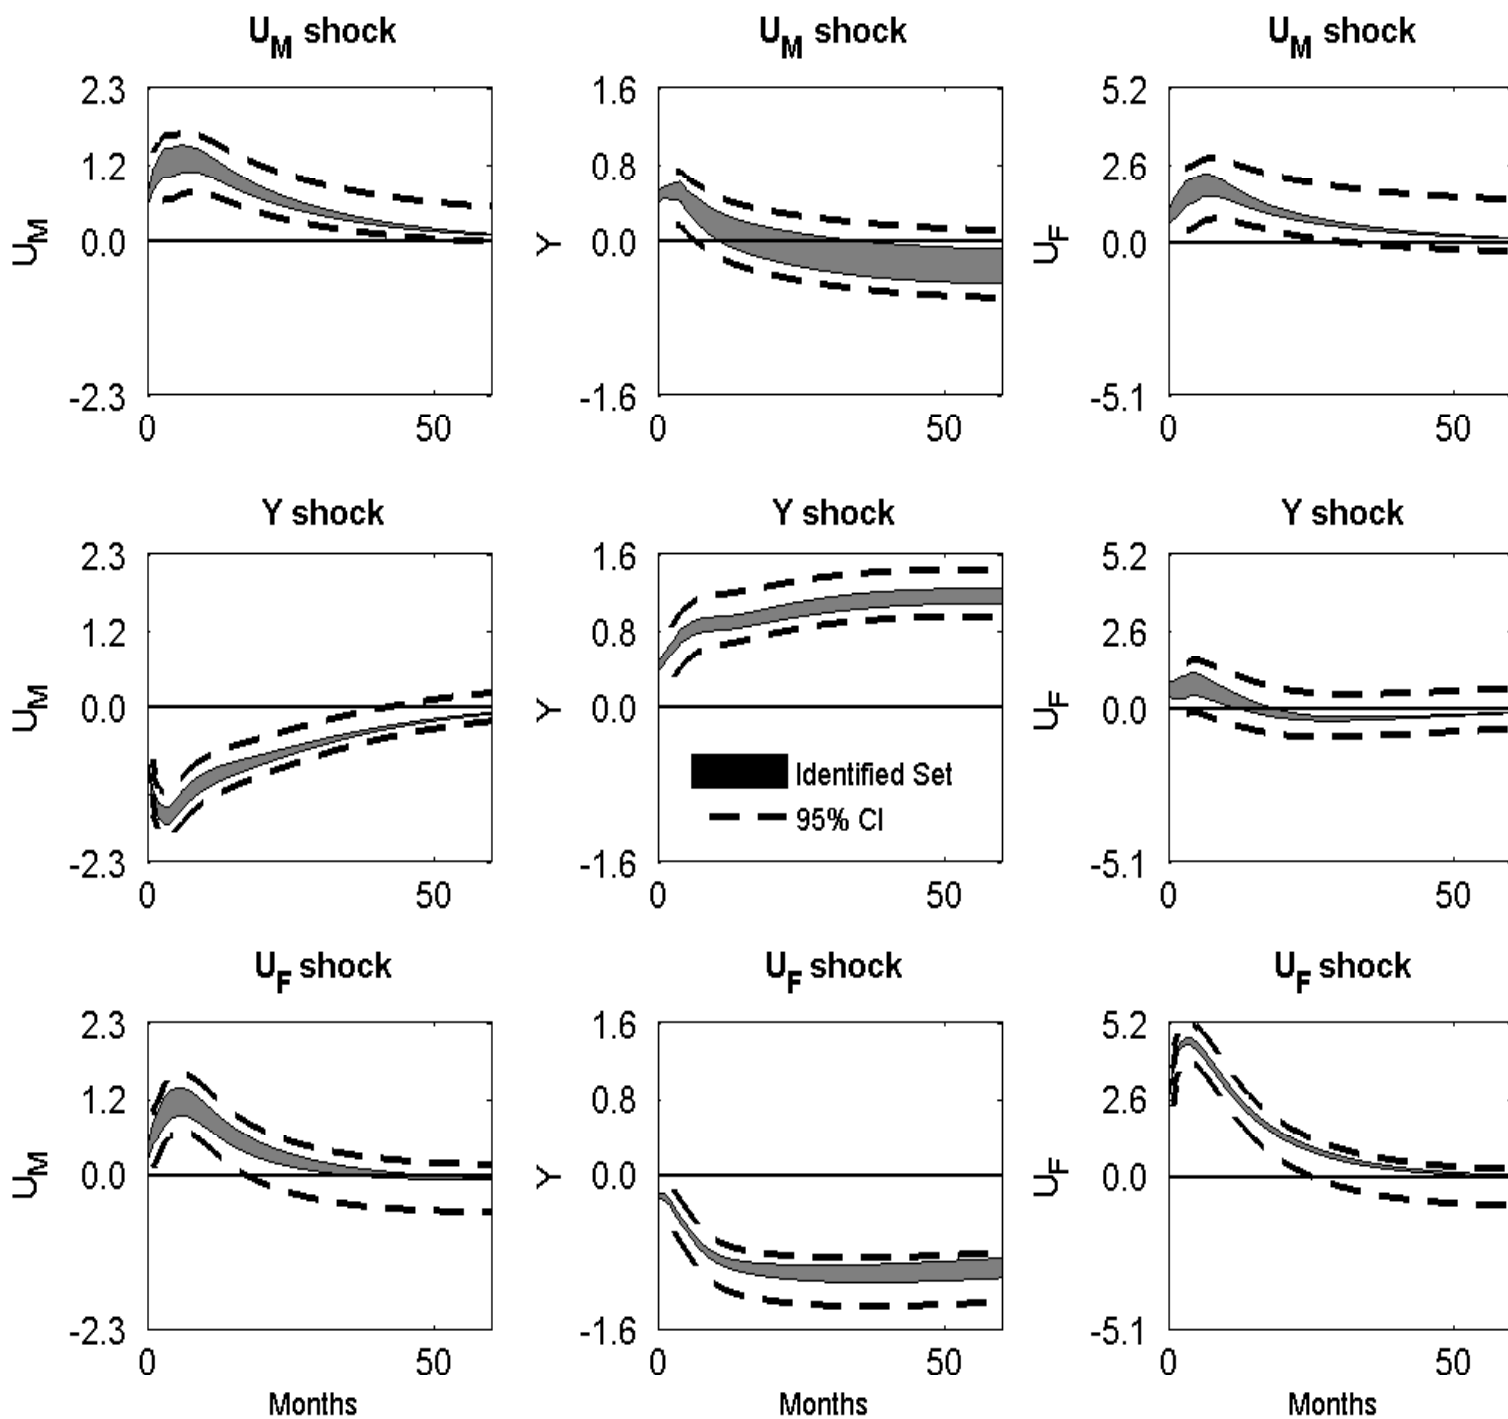 U_M shock U_M shock U_M shock
2.3 1.6 5.2
1.2 0.8 2.6
U_M 0.0 Y 0.0 U_F 0.0
-2.3 -1.6 -5.1
0 50 0 50 0 50
Y shock Y shock Y shock
2.3 1.6 5.2
1.2 0.8 2.6
U_M 0.0 Y 0.0 U_F 0.0
Identified Set
95% CI
-2.3 -1.6 -5.1
0 50 0 50 0 50
U_F shock U_F shock U_F shock
2.3 1.6 5.2
1.2 0.8 2.6
U_M 0.0 Y 0.0 U_F 0.0
-2.3 -1.6 -5.1
0 50 0 50 0 50
Months Months Months